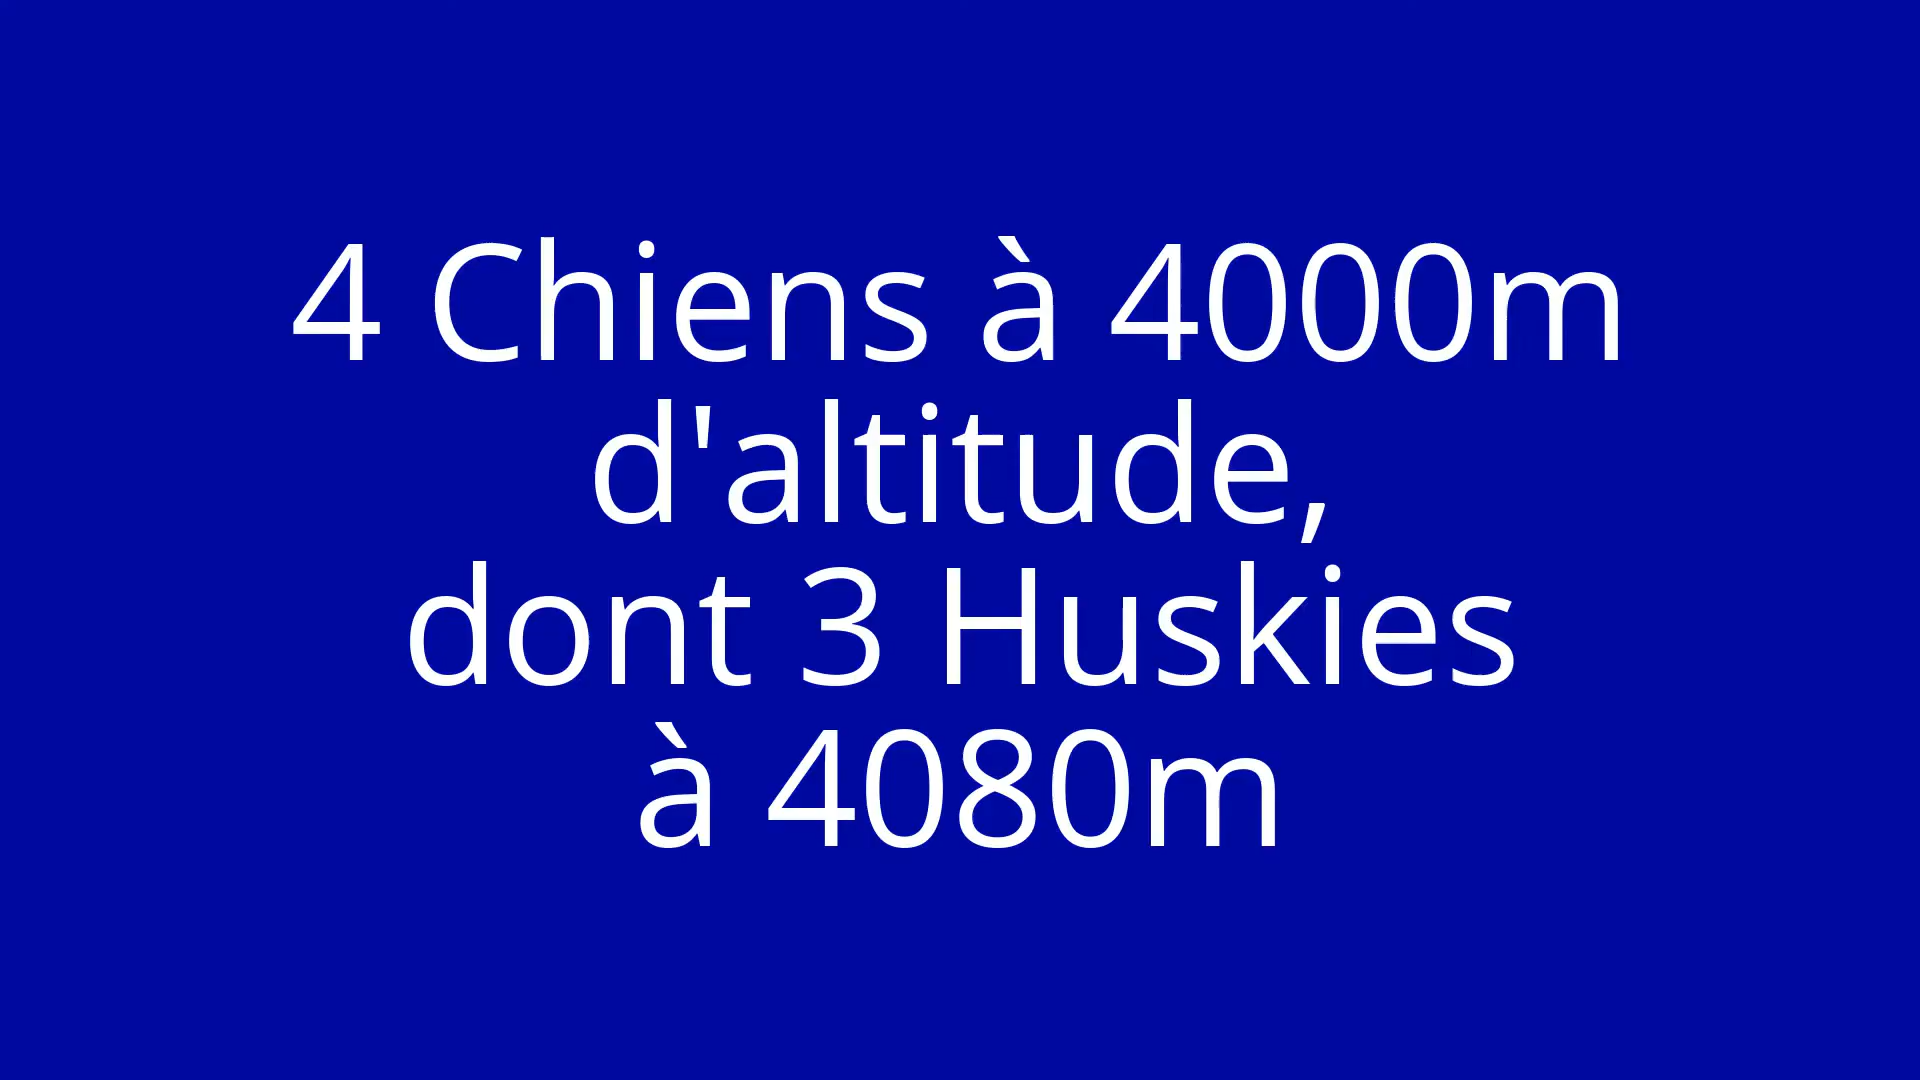 4 Chiens à 4000m
d'altitude,
dont 3 Huskies
à 4080m